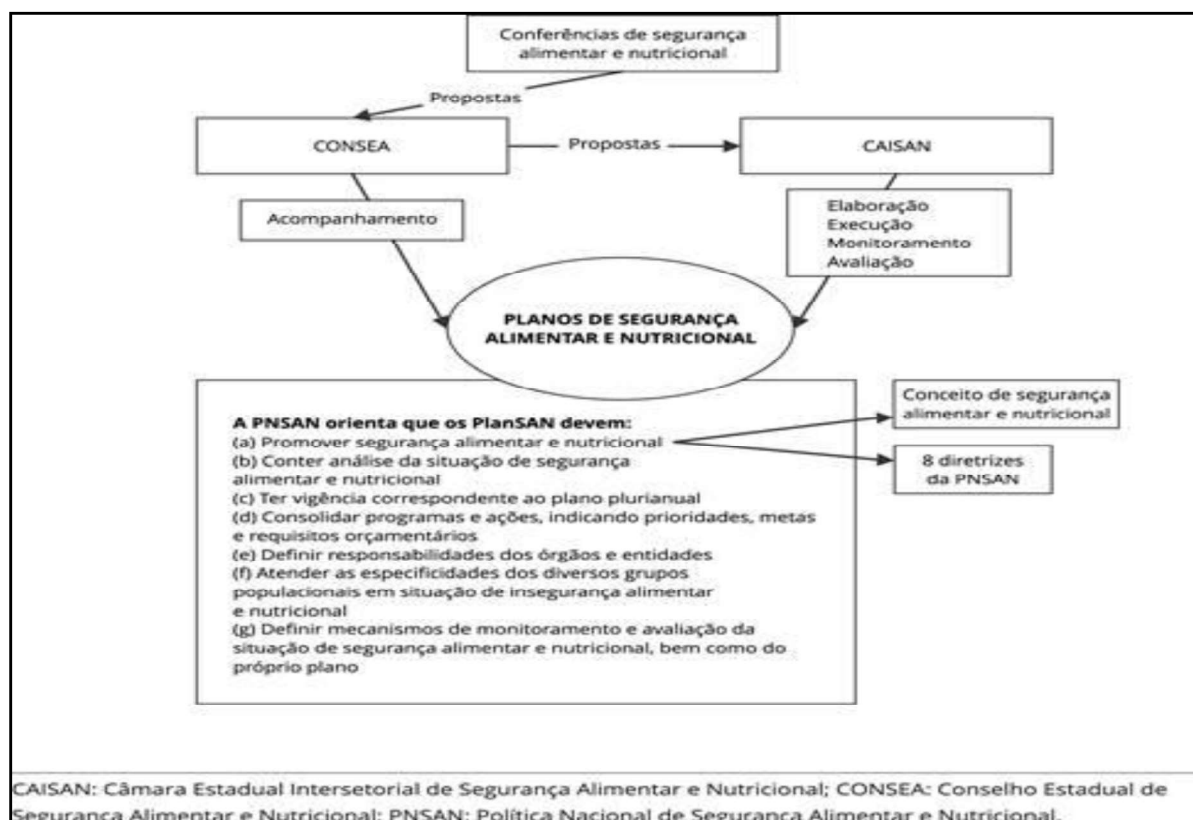 Conferências de segurança
alimentar e nutricional
Propostas
CONSEA
Propostas
CAISAN
Acompanhamento
Elaboração
Execução
Monitoramento
Avaliação
PLANOS DE SEGURANÇA
ALIMENTAR E NUTRICIONAL
A PNSAN orienta que os PlanSAN devem:
(a) Promover segurança alimentar e nutricional
(b) Conter análise da situação de segurança
alimentar e nutricional
(c) Ter vigência correspondente ao plano plurianual
(d) Consolidar programas e ações, indicando prioridades, metas
e requisitos orçamentários
(e) Definir responsabilidades dos órgãos e entidades
(f) Atender as especificidades dos diversos grupos
populacionais em situação de insegurança alimentar
e nutricional
(g) Definir mecanismos de monitoramento e avaliação da
situação de segurança alimentar e nutricional, bem como do
próprio plano
Conceito de segurança
alimentar e nutricional
8 diretrizes
da PNSAN
CAISAN: Câmara Estadual Intersetorial de Segurança Alimentar e Nutricional; CONSEA: Conselho Estadual de
Segurança Alimentar e Nutricional; PNSAN: Política Nacional de Segurança Alimentar e Nutricional.